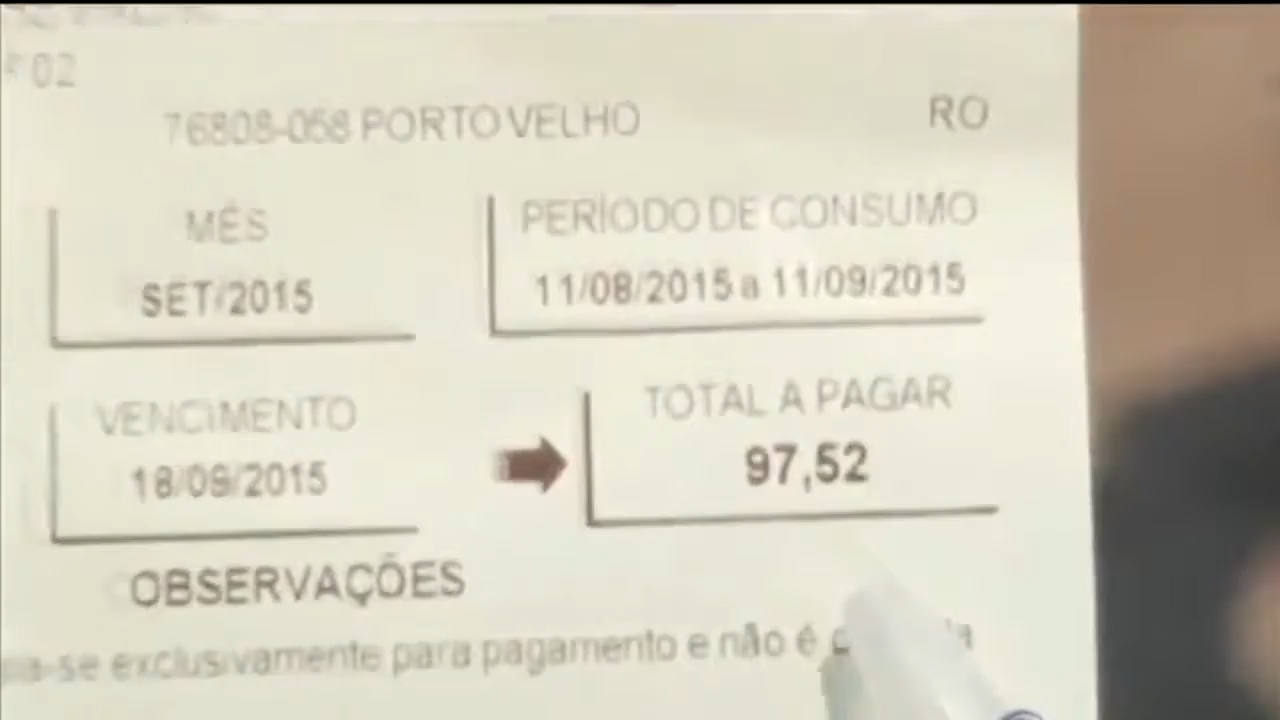 02
76808-068 PORTO VELHO RO
MÊS
SET/2015
PERÍODO DE CONSUMO
11/08/2015 a 11/09/2015
VENCIMENTO
18/09/2015
TOTAL A PAGAR
97,52
OBSERVAÇÕES
exclusivamente para pagamento e não é